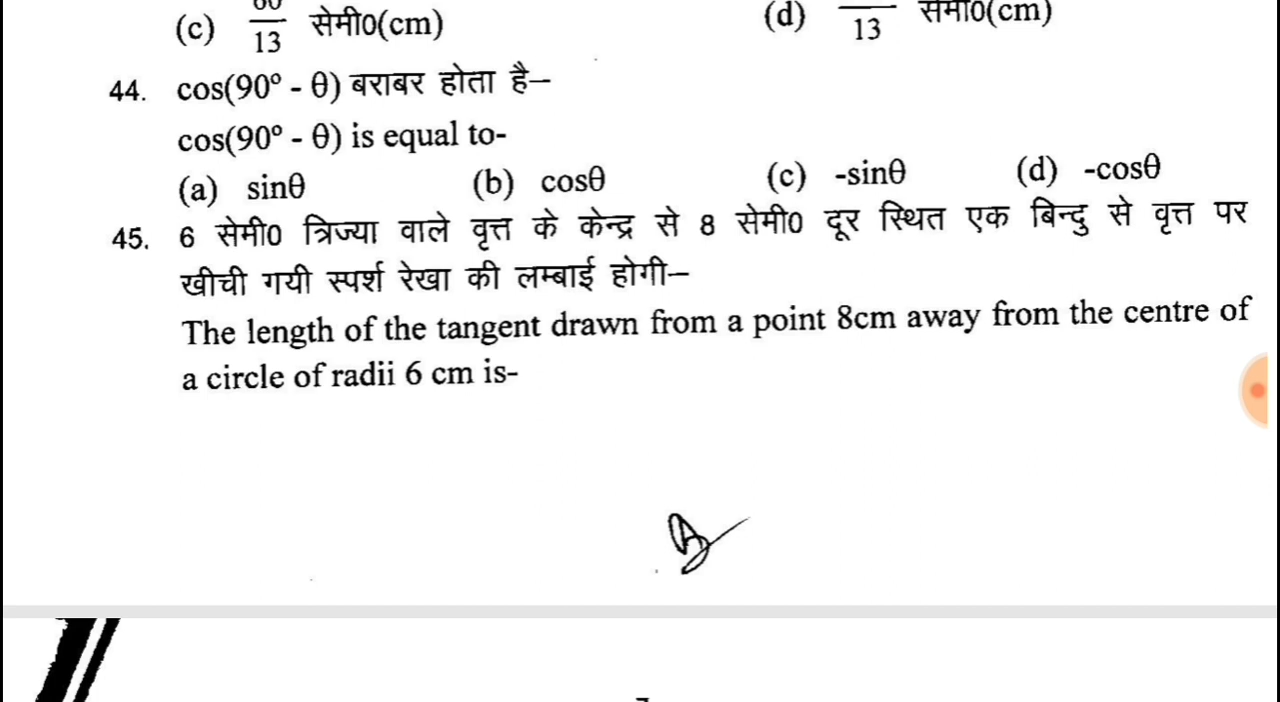 (c) 60/13 सेमी0(cm) (d) /13 सेमी0(cm)
44. cos(90° - θ) बराबर होता है–
cos(90° - θ) is equal to-
(a) sinθ (b) cosθ (c) -sinθ (d) -cosθ
45. 6 सेमी0 त्रिज्या वाले वृत्त के केन्द्र से 8 सेमी0 दूर स्थित एक बिन्दु से वृत्त पर
खीची गयी स्पर्श रेखा की लम्बाई होगी–
The length of the tangent drawn from a point 8cm away from the centre of
a circle of radii 6 cm is-